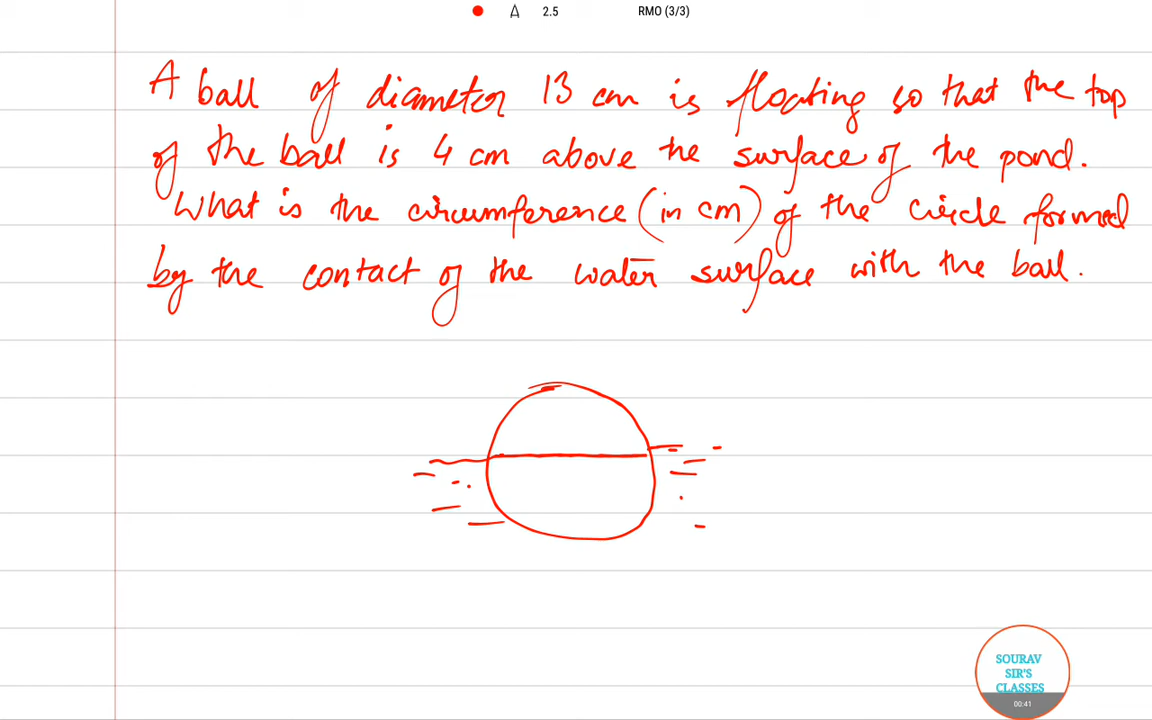 A 2.5 RMO (3/3)
A ball of diameter 13 cm is floating so that the top
of the ball is 4 cm above the surface of the pond.
What is the circumference (in cm) of the circle formed
by the contact of the water surface with the ball.
SOURAV
SIR'S
CLASSES
00:41